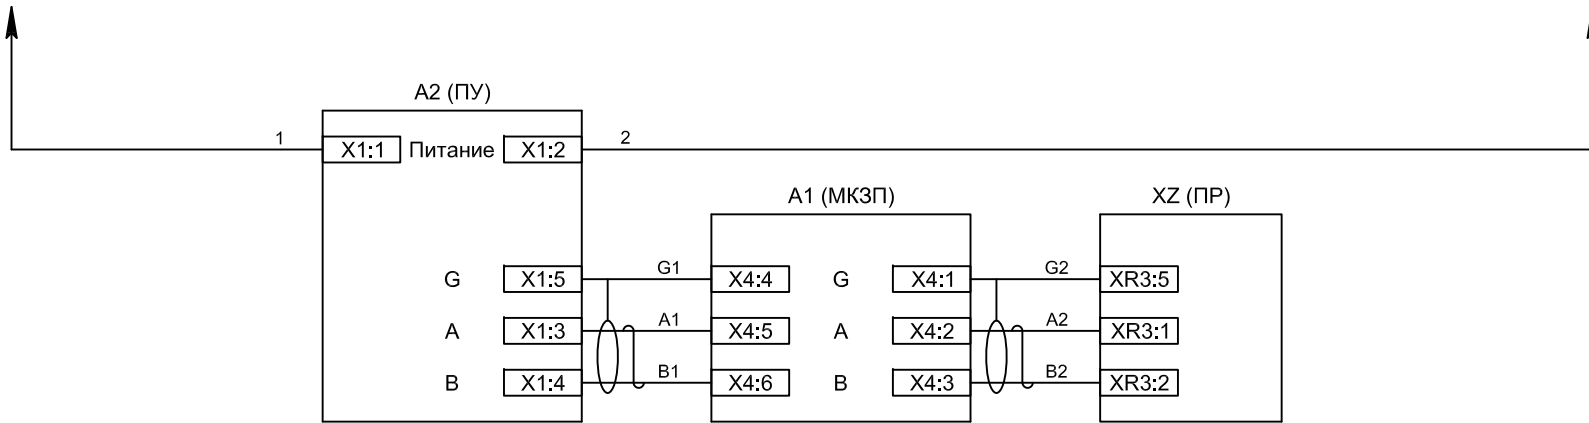 A2 (ПУ)
1 X1:1 Питание X1:2 2
A1 (МКЗП) XZ (ПР)
G X1:5 G1 X4:4 G X4:1 G2 XR3:5
A X1:3 A1 X4:5 A X4:2 A2 XR3:1
B X1:4 B1 X4:6 B X4:3 B2 XR3:2